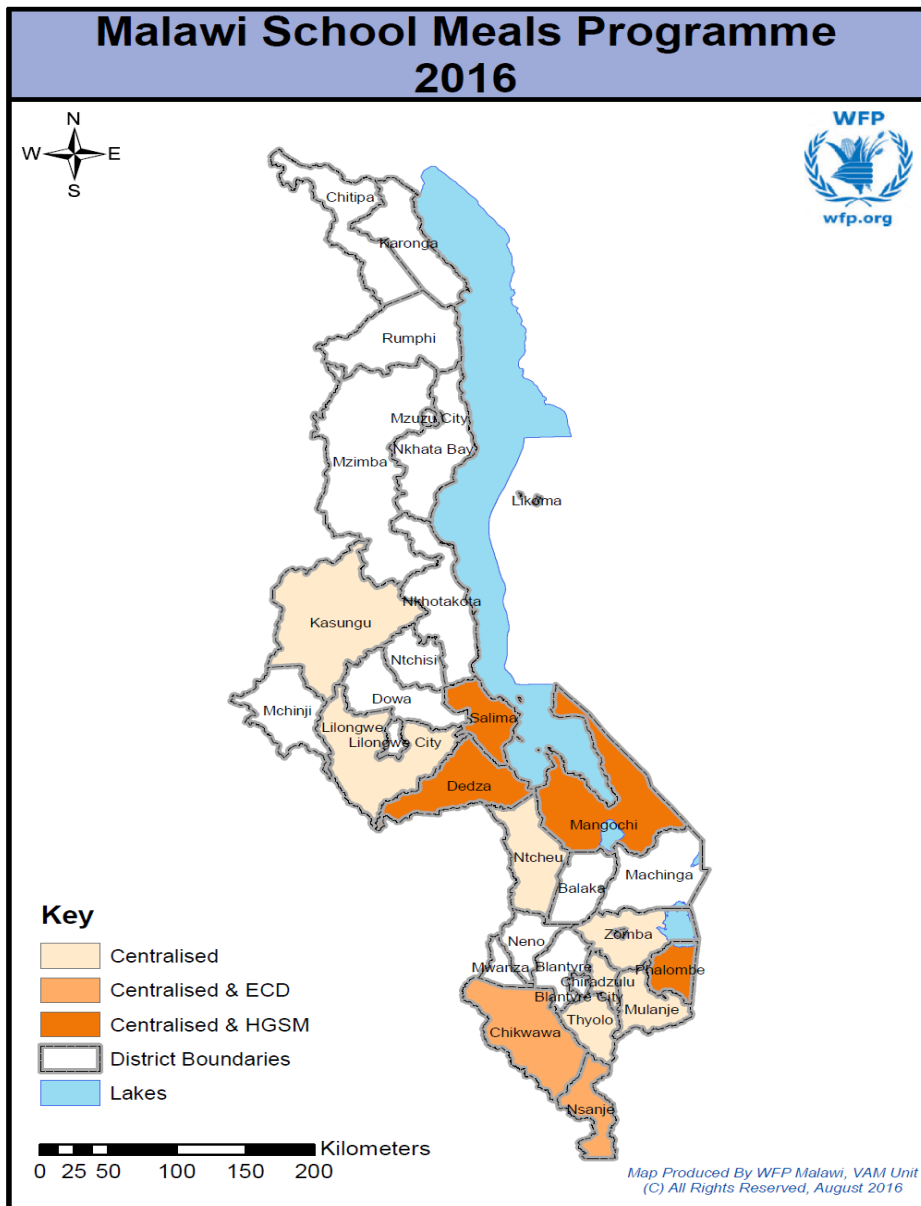 Malawi School Meals Programme
2016
N
W E
S
WFP
wfp.org
Chitipa
Karonga
Rumphi
Mzuzu City
Nkhata Bay
Mzimba
Likoma
Nkhotakota
Kasungu
Ntchisi
Dowa
Mchinji
Salima
Lilongwe
Lilongwe City
Dedza
Mangochi
Ntcheu
Machinga
Balaka
Zomba
Neno
Mwanza
Blantyre
Phalombe
Chiradzulu
Blantyre City
Mulanje
Thyolo
Chikwawa
Nsanje
Key
Centralised
Centralised & ECD
Centralised & HGSM
District Boundaries
Lakes
Kilometers
0 25 50 100 150 200
Map Produced By WFP Malawi, VAM Unit
(C) All Rights Reserved, August 2016